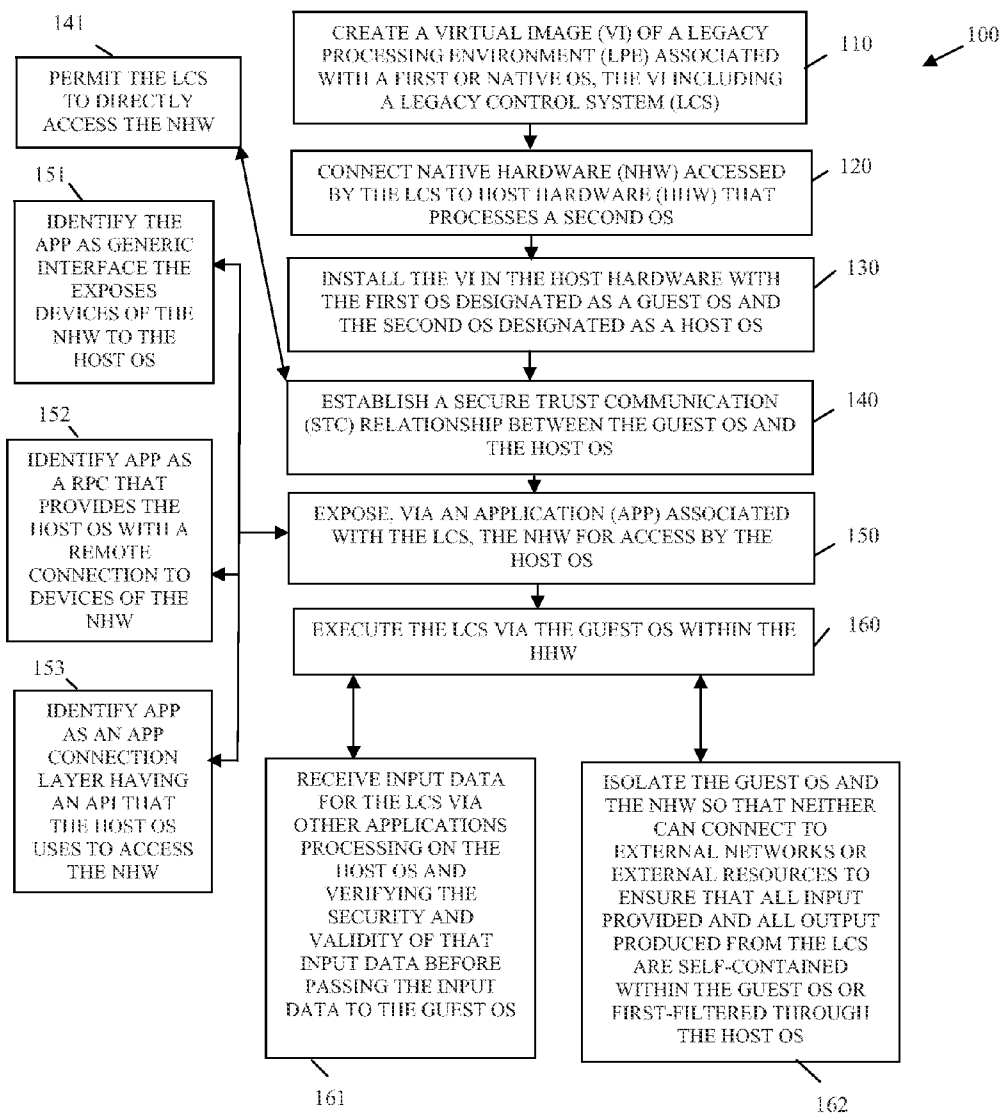 100
110
CREATE A VIRTUAL IMAGE (VI) OF A LEGACY
PROCESSING ENVIRONMENT (LPE) ASSOCIATED
WITH A FIRST OR NATIVE OS, THE VI INCLUDING
A LEGACY CONTROL SYSTEM (LCS)
120
CONNECT NATIVE HARDWARE (NHW) ACCESSED
BY THE LCS TO HOST HARDWARE (HHW) THAT
PROCESSES A SECOND OS
130
INSTALL THE VI IN THE HOST HARDWARE WITH
THE FIRST OS DESIGNATED AS A GUEST OS AND
THE SECOND OS DESIGNATED AS A HOST OS
140
ESTABLISH A SECURE TRUST COMMUNICATION
(STC) RELATIONSHIP BETWEEN THE GUEST OS AND
THE HOST OS
141
PERMIT THE LCS
TO DIRECTLY
ACCESS THE NHW
150
EXPOSE, VIA AN APPLICATION (APP) ASSOCIATED
WITH THE LCS, THE NHW FOR ACCESS BY THE
HOST OS
151
IDENTIFY THE
APP AS GENERIC
INTERFACE THE
EXPOSES
DEVICES OF THE
NHW TO THE
HOST OS
152
IDENTIFY APP AS
A RPC THAT
PROVIDES THE
HOST OS WITH A
REMOTE
CONNECTION TO
DEVICES OF THE
NHW
153
IDENTIFY APP
AS AN APP
CONNECTION
LAYER HAVING
AN API THAT
THE HOST OS
USES TO ACCESS
THE NHW
160
EXECUTE THE LCS VIA THE GUEST OS WITHIN THE
HHW
RECEIVE INPUT DATA
FOR THE LCS VIA
OTHER APPLICATIONS
PROCESSING ON THE
HOST OS AND
VERIFYING THE
SECURITY AND
VALIDITY OF THAT
INPUT DATA BEFORE
PASSING THE INPUT
DATA TO THE GUEST OS
161
ISOLATE THE GUEST OS AND
THE NHW SO THAT NEITHER
CAN CONNECT TO
EXTERNAL NETWORKS OR
EXTERNAL RESOURCES TO
ENSURE THAT ALL INPUT
PROVIDED AND ALL OUTPUT
PRODUCED FROM THE LCS
ARE SELF-CONTAINED
WITHIN THE GUEST OS OR
FIRST-FILTERED THROUGH
THE HOST OS
162